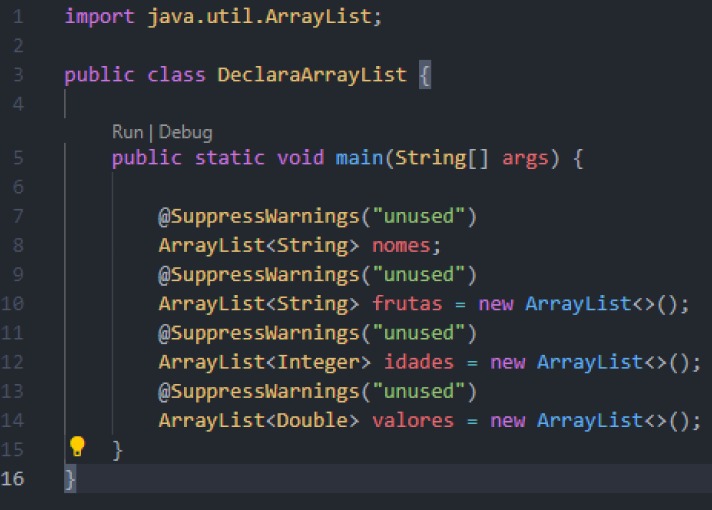 1 import java.util.ArrayList;
2
3 public class DeclaraArrayList {
4
Run | Debug
5 public static void main(String[] args) {
6
7 @SuppressWarnings("unused")
8 ArrayList<String> nomes;
9 @SuppressWarnings("unused")
10 ArrayList<String> frutas = new ArrayList<>();
11 @SuppressWarnings("unused")
12 ArrayList<Integer> idades = new ArrayList<>();
13 @SuppressWarnings("unused")
14 ArrayList<Double> valores = new ArrayList<>();
15 }
16 }